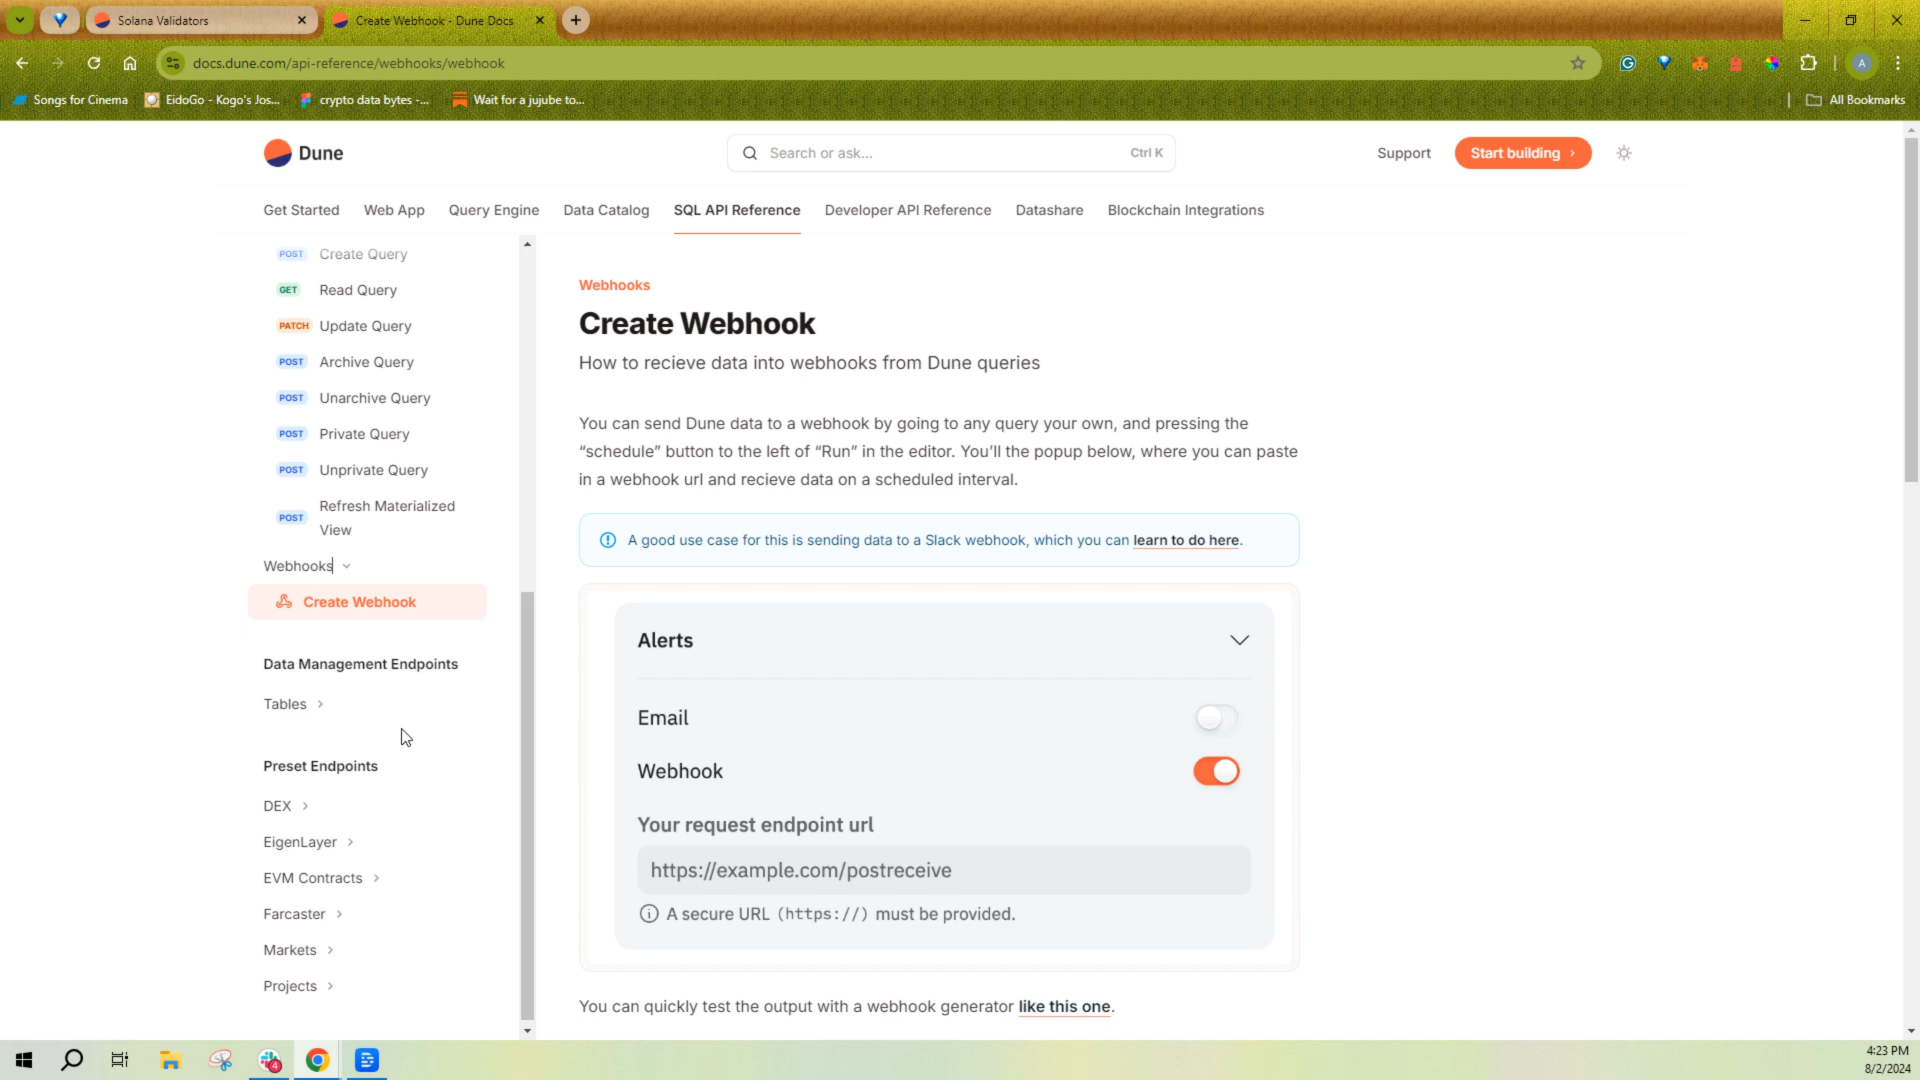 Solana Validators
Create Webhook - Dune Docs
docs.dune.com/api-reference/webhooks/webhook
A
Songs for Cinema
EidoGo - Kogo's Jos...
crypto data bytes -...
Wait for a jujube to...
All Bookmarks
Dune
Search or ask...
Ctrl K
Support
Start building
Get Started
Web App
Query Engine
Data Catalog
SQL API Reference
Developer API Reference
Datashare
Blockchain Integrations
POST Create Query
GET Read Query
PATCH Update Query
POST Archive Query
POST Unarchive Query
POST Private Query
POST Unprivate Query
POST Refresh Materialized
View
Webhooks
Create Webhook
Data Management Endpoints
Tables
Preset Endpoints
DEX
EigenLayer
EVM Contracts
Farcaster
Markets
Projects
Webhooks
Create Webhook
How to recieve data into webhooks from Dune queries
You can send Dune data to a webhook by going to any query your own, and pressing the
“schedule” button to the left of “Run” in the editor. You’ll the popup below, where you can paste
in a webhook url and recieve data on a scheduled interval.
A good use case for this is sending data to a Slack webhook, which you can learn to do here.
Alerts
Email
Webhook
Your request endpoint url
https://example.com/postreceive
A secure URL (https://) must be provided.
You can quickly test the output with a webhook generator like this one.
4
4:23 PM
8/2/2024